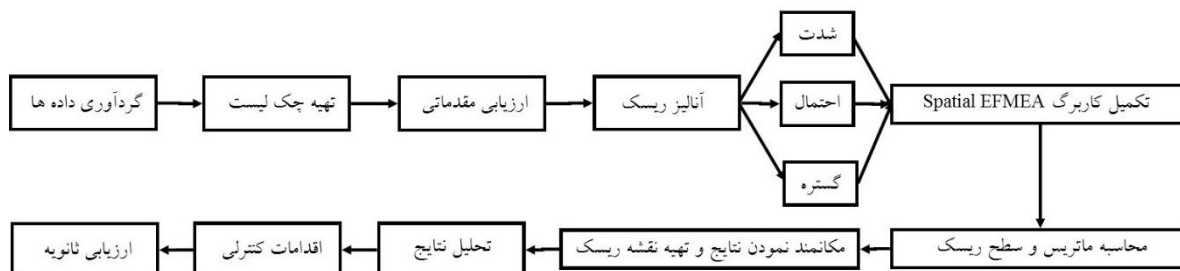 گردآوری داده ها
تهیه چک لیست
ارزیابی مقدماتی
آنالیز ریسک
شدت
احتمال
گستره
تکمیل کاربرگ Spatial EFMEA
محاسبه ماتریس و سطح ریسک
مکانمند نمودن نتایج و تهیه نقشه ریسک
تحلیل نتایج
اقدامات کنترلی
ارزیابی ثانویه